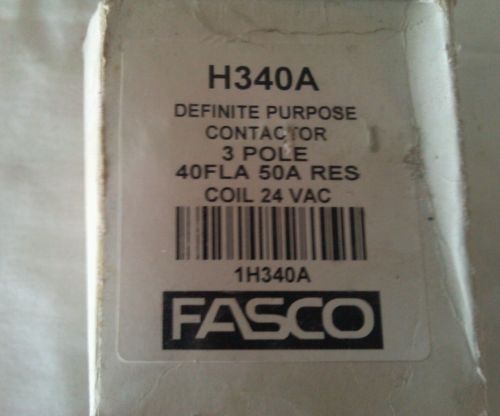 H340A
DEFINITE PURPOSE
CONTACTOR
3 POLE
40FLA 50A RES
COIL 24 VAC
1H340A
FASCO